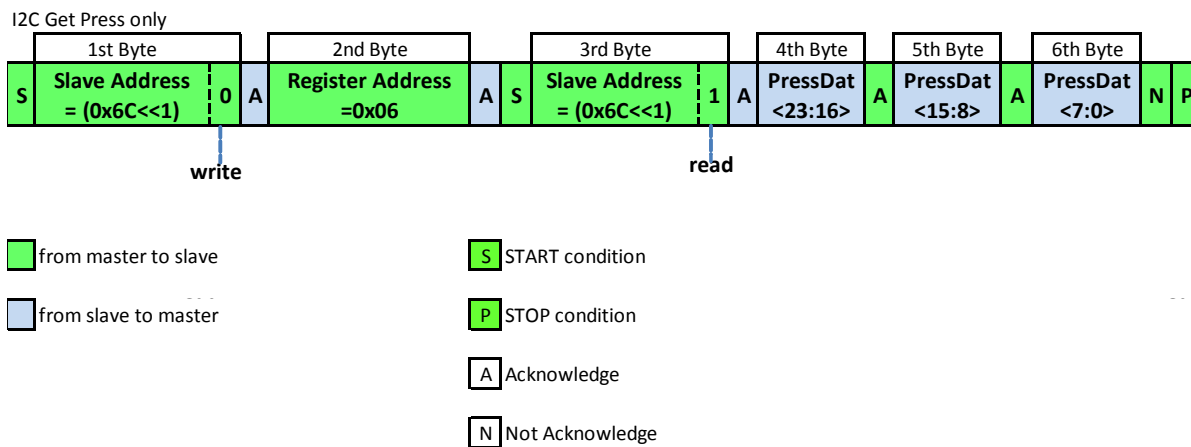 I2C Get Press only
1st Byte 2nd Byte 3rd Byte 4th Byte 5th Byte 6th Byte
S Slave Address = (0x6C<<1) 0 A Register Address =0x06 A S Slave Address = (0x6C<<1) 1 A PressDat <23:16> A PressDat <15:8> A PressDat <7:0> N P
write read
from master to slave S START condition
from slave to master P STOP condition
A Acknowledge
N Not Acknowledge